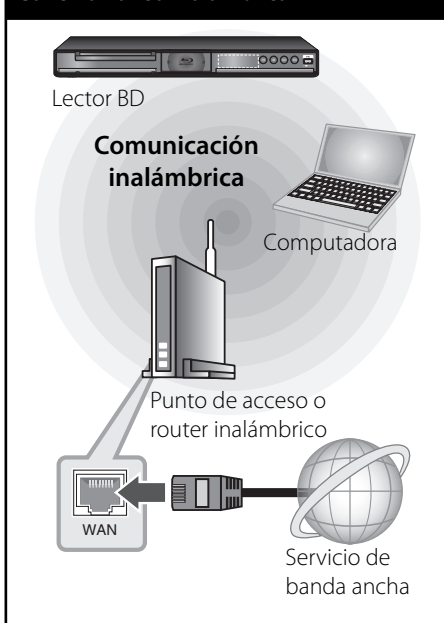 Lector BD
Comunicación
inalámbrica
Computadora
Punto de acceso o
router inalámbrico
WAN
Servicio de
banda ancha